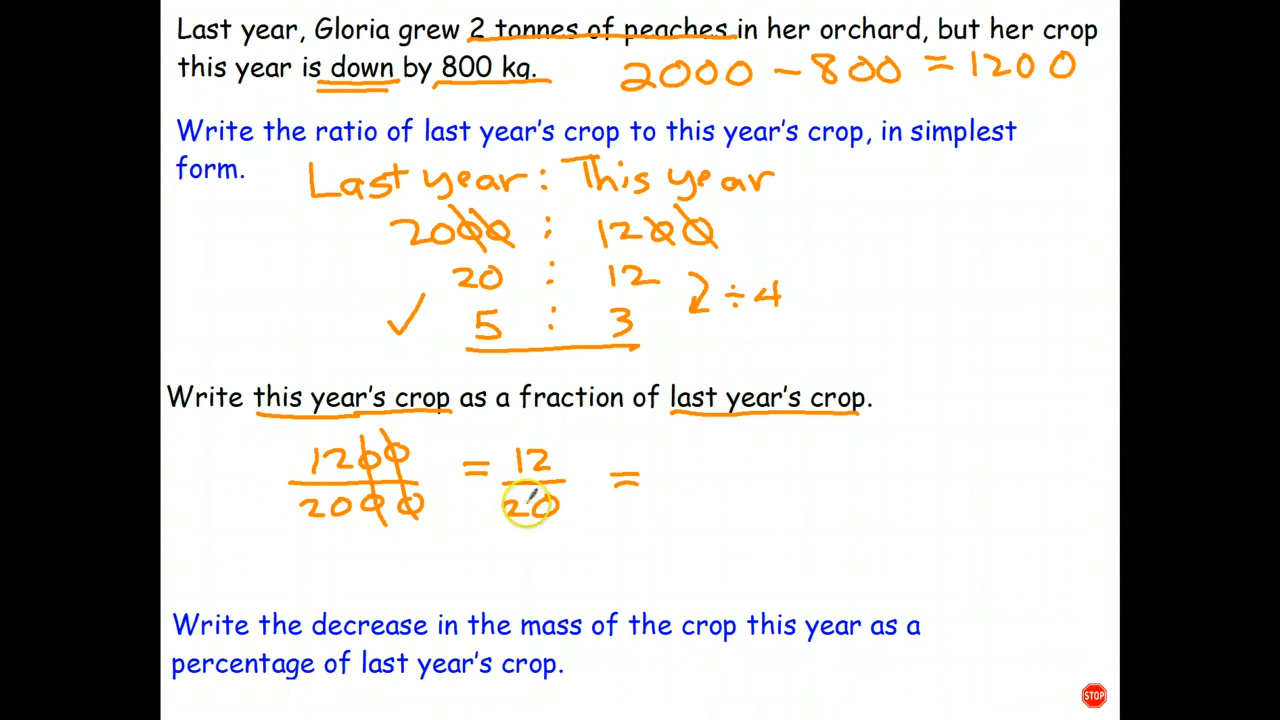 Last year, Gloria grew 2 tonnes of peaches in her orchard, but her crop
this year is down by 800 kg. 2000 - 800 = 1200
Write the ratio of last year's crop to this year's crop, in simplest
form. Last year : This year
2000 : 1200
20 : 12
÷ 4
✓ 5 : 3
Write this year's crop as a fraction of last year's crop.
1200/2000 = 12/20 =
Write the decrease in the mass of the crop this year as a
percentage of last year's crop.
STOP